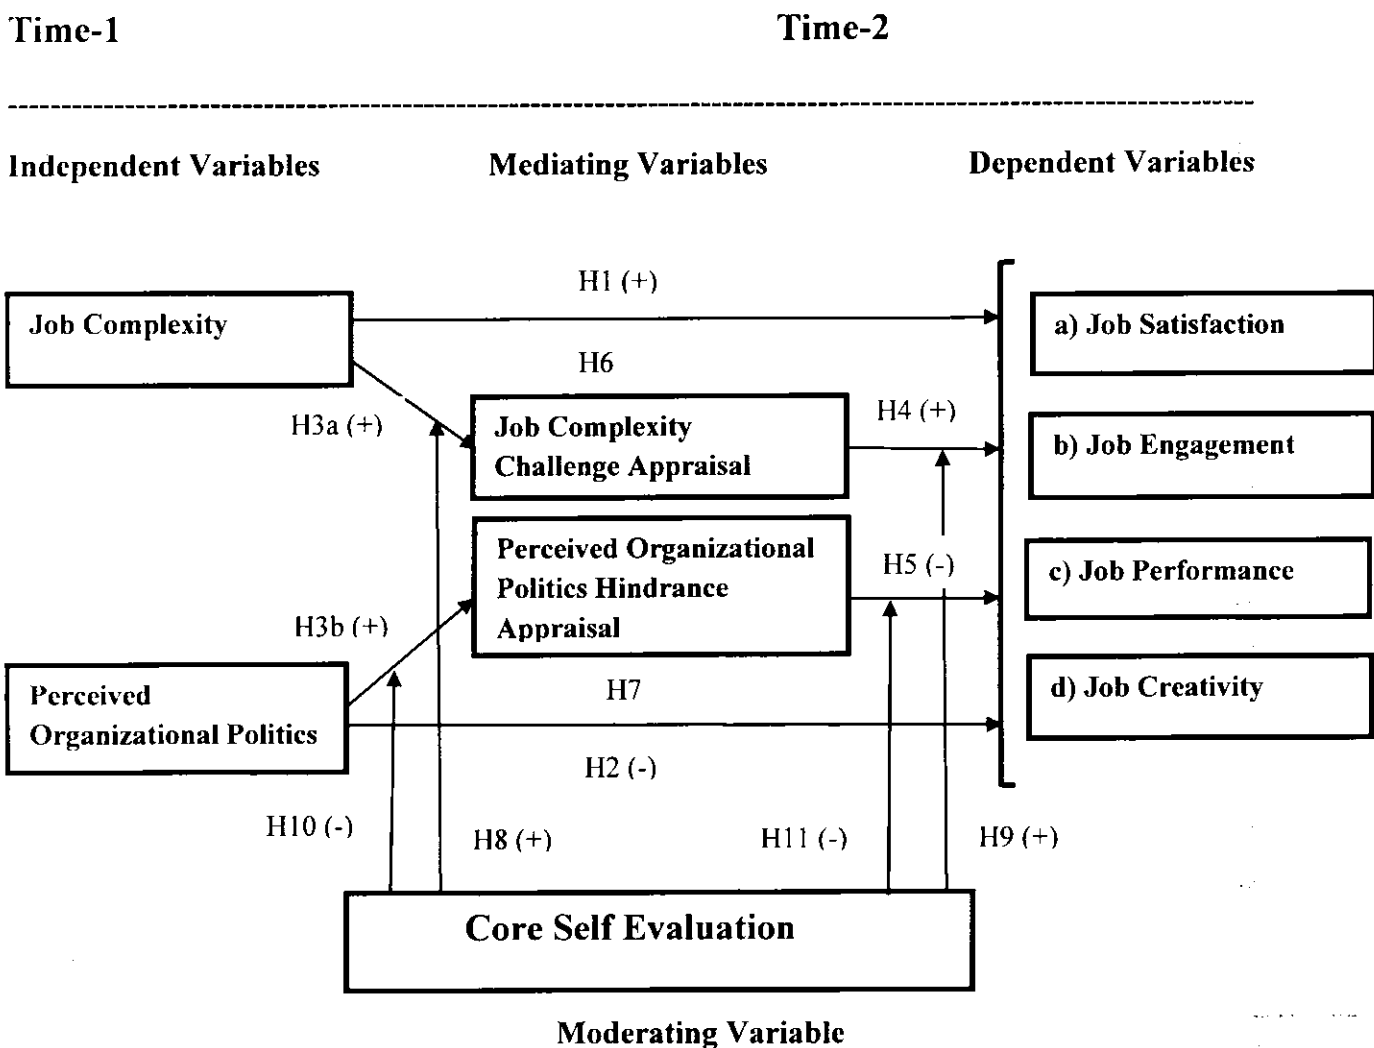 Time-1
Time-2
Independent Variables
Mediating Variables
Dependent Variables
H1 (+)
Job Complexity
a) Job Satisfaction
H6
H3a (+)
H4 (+)
Job Complexity
Challenge Appraisal
b) Job Engagement
Perceived Organizational
Politics Hindrance
Appraisal
H5 (-)
c) Job Performance
H3b (+)
Perceived
Organizational Politics
H7
d) Job Creativity
H2 (-)
H10 (-)
H8 (+)
H11 (-)
H9 (+)
Core Self Evaluation
Moderating Variable